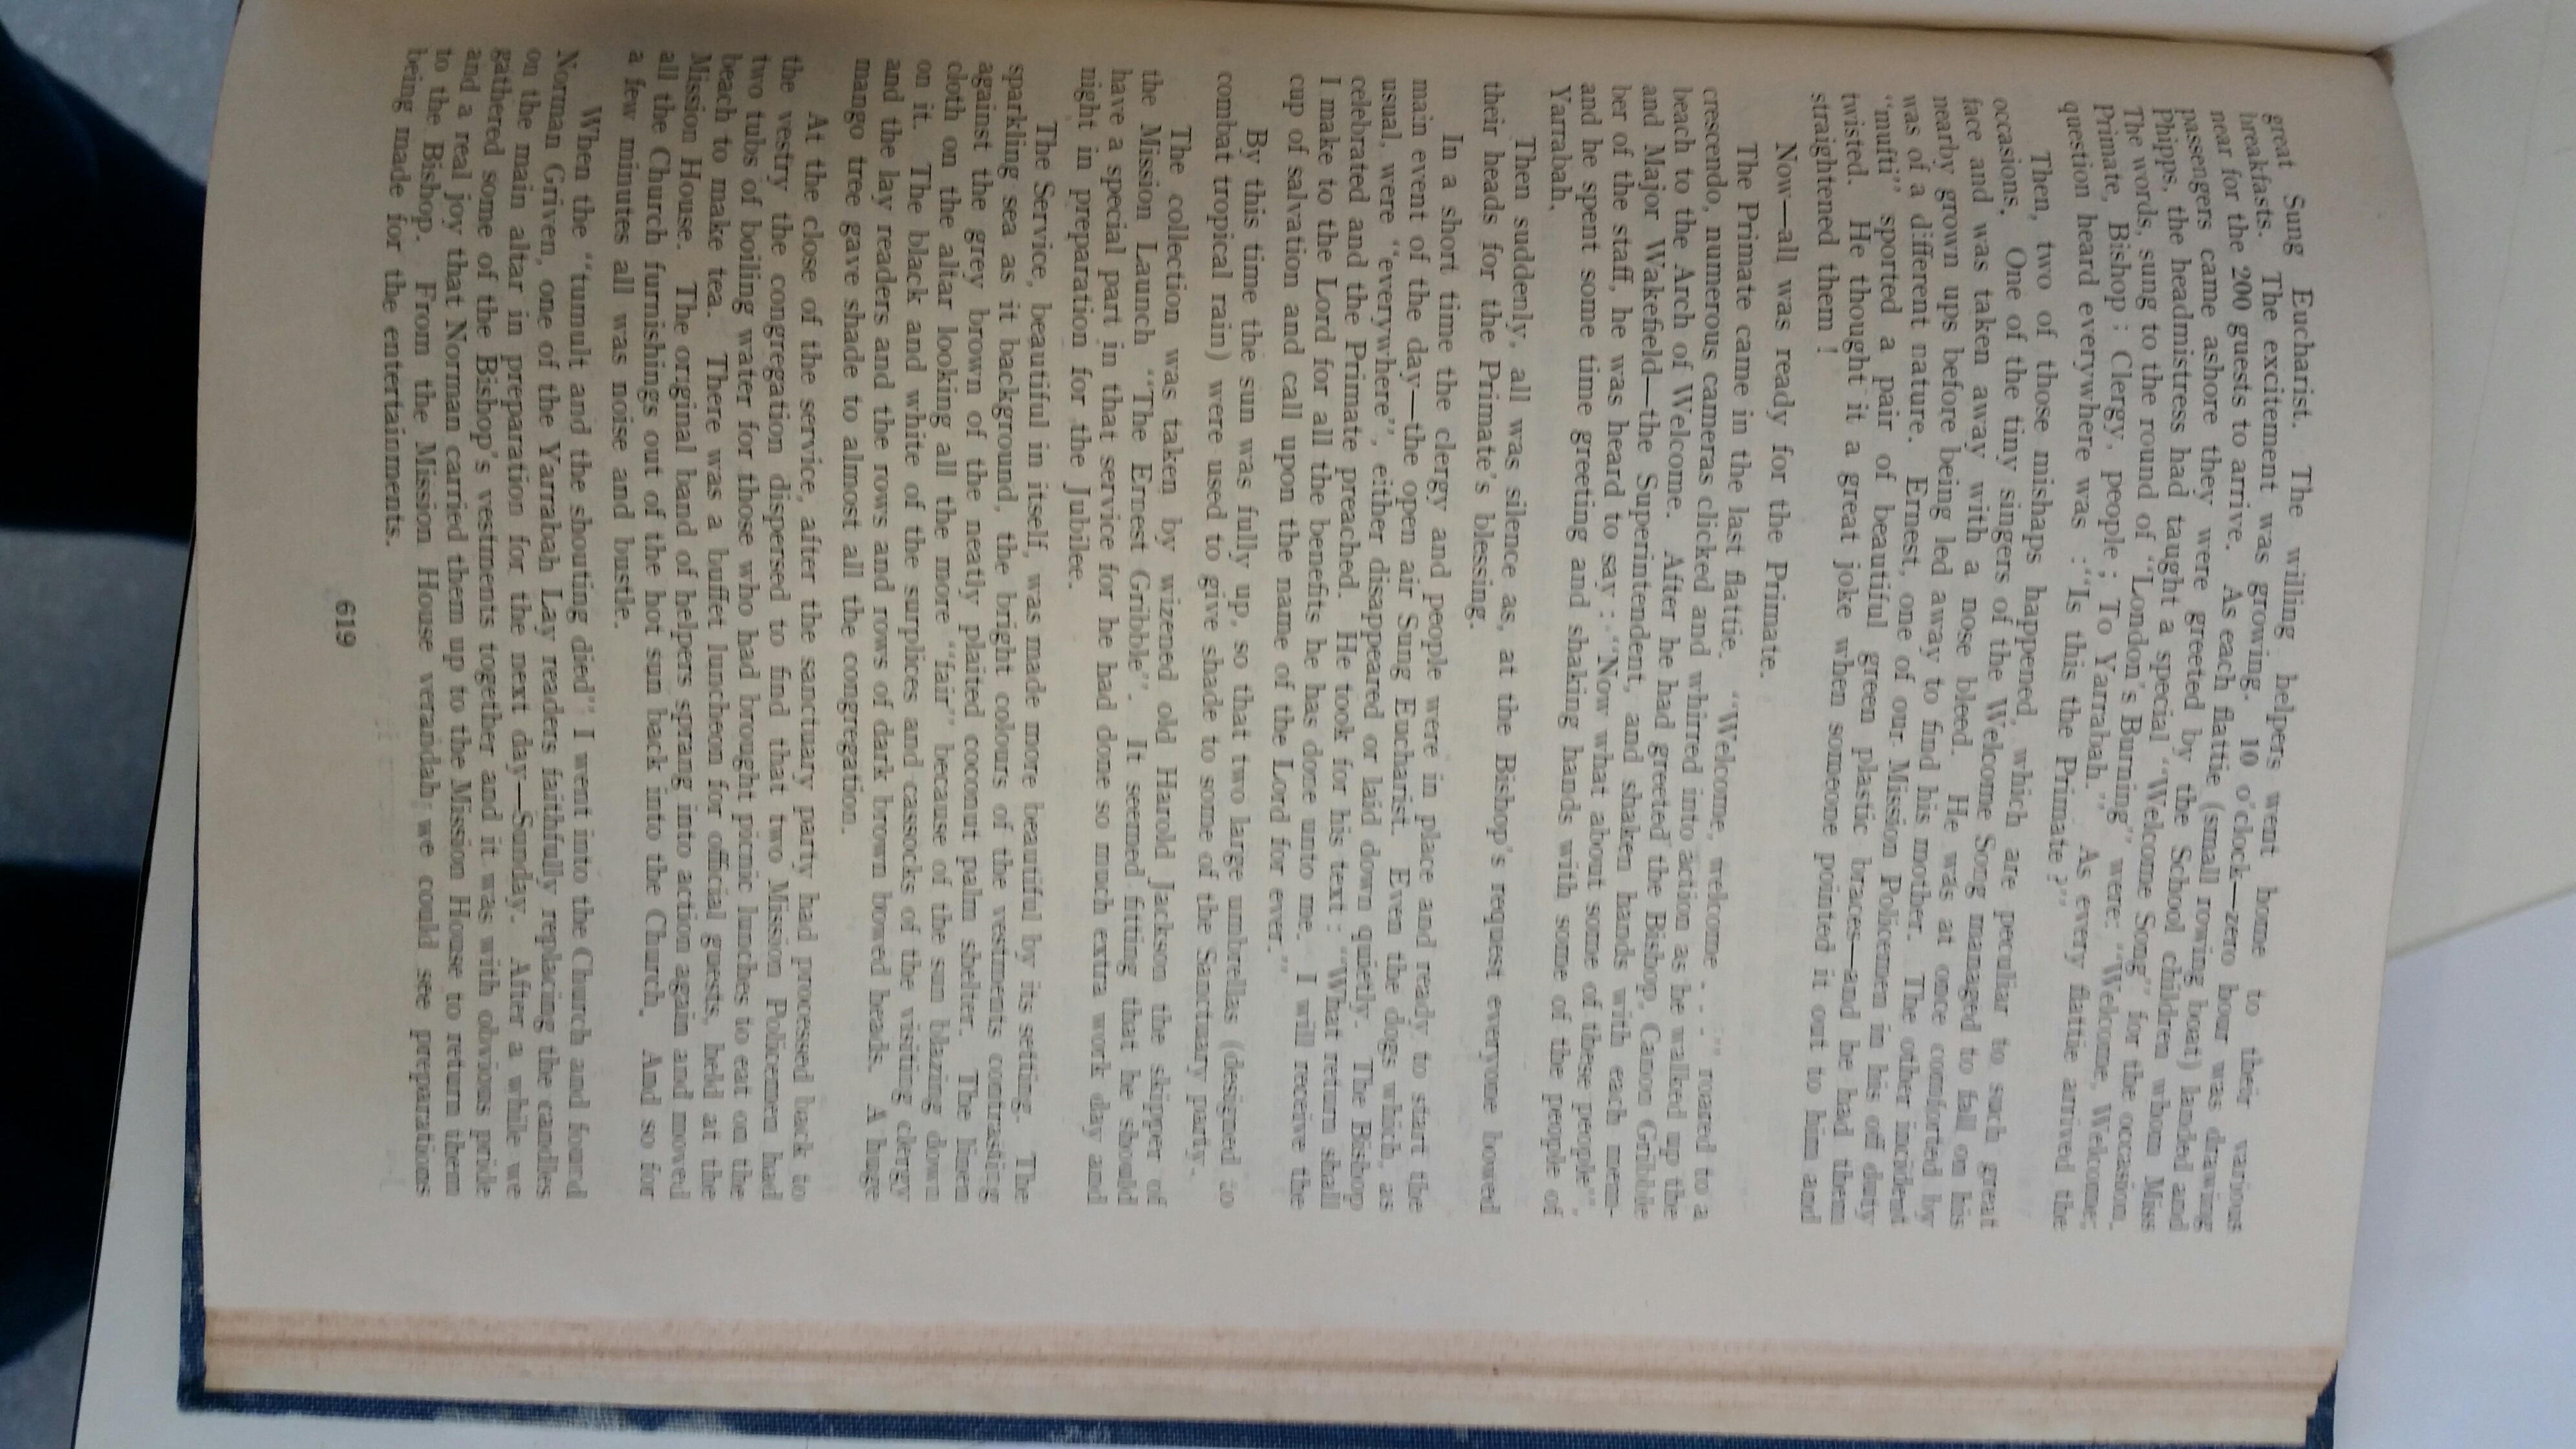 great Sung Eucharist. The willing helpers went home to their various
breakfasts. The excitement was growing. 10 o'clock—zero hour was drawing
near for the 200 guests to arrive. As each flattie (small rowing boat) landed and
passengers came ashore they were greeted by the School children whom Miss
Phipps, the headmistress had taught a special "Welcome Song" for the occasion.
The words, sung to the round of "London's Burning" were: "Welcome, Welcome;
Primate, Bishop : Clergy, people ; To Yarrabah." As every flattie arrived the
question heard everywhere was :"Is this the Primate ?"
Then, two of those mishaps happened, which are peculiar to such great
occasions. One of the tiny singers of the Welcome Song managed to fall on his
face and was taken away with a nose bleed. He was at once comforted by
nearby grown ups before being led away to find his mother. The other incident
was of a different nature. Ernest, one of our Mission Policemen in his off duty
"mufti" sported a pair of beautiful green plastic braces—and he had them
twisted. He thought it a great joke when someone pointed it out to him and
straightened them !
Now—all was ready for the Primate.
The Primate came in the last flattie. "Welcome, welcome . . ." roared to a
crescendo, numerous cameras clicked and whirred into action as he walked up the
beach to the Arch of Welcome. After he had greeted the Bishop, Canon Gribble
and Major Wakefield—the Superintendent, and shaken hands with each mem-
ber of the staff, he was heard to say : "Now what about some of these people",
and he spent some time greeting and shaking hands with some of the people of
Yarrabah.
Then suddenly, all was silence as, at the Bishop's request everyone bowed
their heads for the Primate's blessing.
In a short time the clergy and people were in place and ready to start the
main event of the day—the open air Sung Eucharist. Even the dogs which, as
usual, were "everywhere", either disappeared or laid down quietly. The Bishop
celebrated and the Primate preached. He took for his text : "What return shall
I make to the Lord for all the benefits he has done unto me. I will receive the
cup of salvation and call upon the name of the Lord for ever."
By this time the sun was fully up, so that two large umbrellas (designed to
combat tropical rain) were used to give shade to some of the Sanctuary party.
The collection was taken by wizened old Harold Jackson the skipper of
the Mission Launch "The Ernest Gribble". It seemed fitting that he should
have a special part in that service for he had done so much extra work day and
night in preparation for the Jubilee.
The Service, beautiful in itself, was made more beautiful by its setting. The
sparkling sea as it background, the bright colours of the vestments contrasting
against the grey brown of the neatly plaited coconut palm shelter. The linen
cloth on the altar looking all the more "fair" because of the sun blazing down
on it. The black and white of the surplices and cassocks of the visiting clergy
and the lay readers and the rows and rows of dark brown bowed heads. A huge
mango tree gave shade to almost all the congregation.
At the close of the service, after the sanctuary party had processed back to
the vestry the congregation dispersed to find that two Mission Policemen had
two tubs of boiling water for those who had brought picnic lunches to eat on the
beach to make tea. There was a buffet luncheon for official guests, held at the
Mission House. The original band of helpers sprang into action again and moved
all the Church furnishings out of the hot sun back into the Church. And so for
a few minutes all was noise and bustle.
When the "tumult and the shouting died" I went into the Church and found
Norman Griven, one of the Yarrabah Lay readers faithfully replacing the candles
on the main altar in preparation for the next day—Sunday. After a while we
gathered some of the Bishop's vestments together and it was with obvious pride
and a real joy that Norman carried them up to the Mission House to return them
to the Bishop. From the Mission House verandah we could see preparations
being made for the entertainments.
619